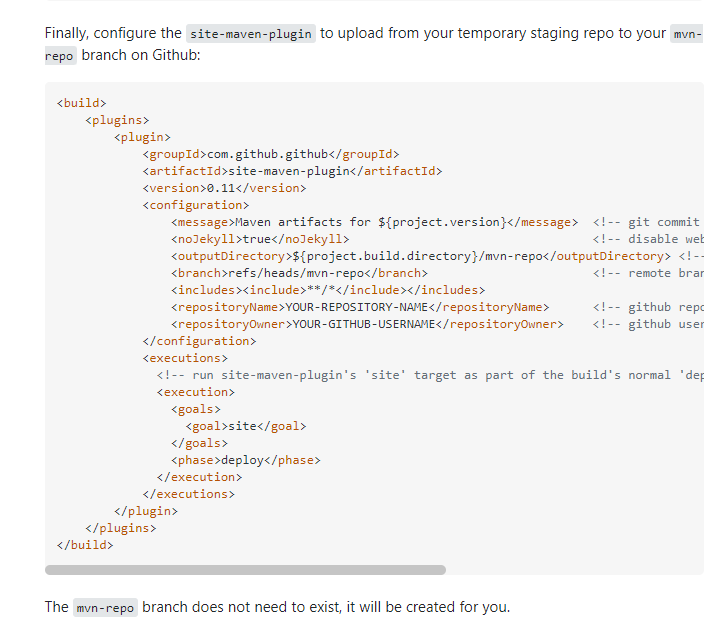 Finally, configure the site-maven-plugin to upload from your temporary staging repo to your mvn-
repo branch on Github:
<build>
    <plugins>
        <plugin>
            <groupId>com.github.github</groupId>
            <artifactId>site-maven-plugin</artifactId>
            <version>0.11</version>
            <configuration>
                <message>Maven artifacts for ${project.version}</message>  <!-- git commit
                <noJekyll>true</noJekyll>                                  <!-- disable web
                <outputDirectory>${project.build.directory}/mvn-repo</outputDirectory> <!--
                <branch>refs/heads/mvn-repo</branch>                       <!-- remote bran
                <includes><include>**/*</include></includes>
                <repositoryName>YOUR-REPOSITORY-NAME</repositoryName>      <!-- github repo
                <repositoryOwner>YOUR-GITHUB-USERNAME</repositoryOwner>    <!-- github user
            </configuration>
            <executions>
              <!-- run site-maven-plugin's 'site' target as part of the build's normal 'dep
              <execution>
                <goals>
                  <goal>site</goal>
                </goals>
                <phase>deploy</phase>
              </execution>
            </executions>
        </plugin>
    </plugins>
</build>
The mvn-repo branch does not need to exist, it will be created for you.